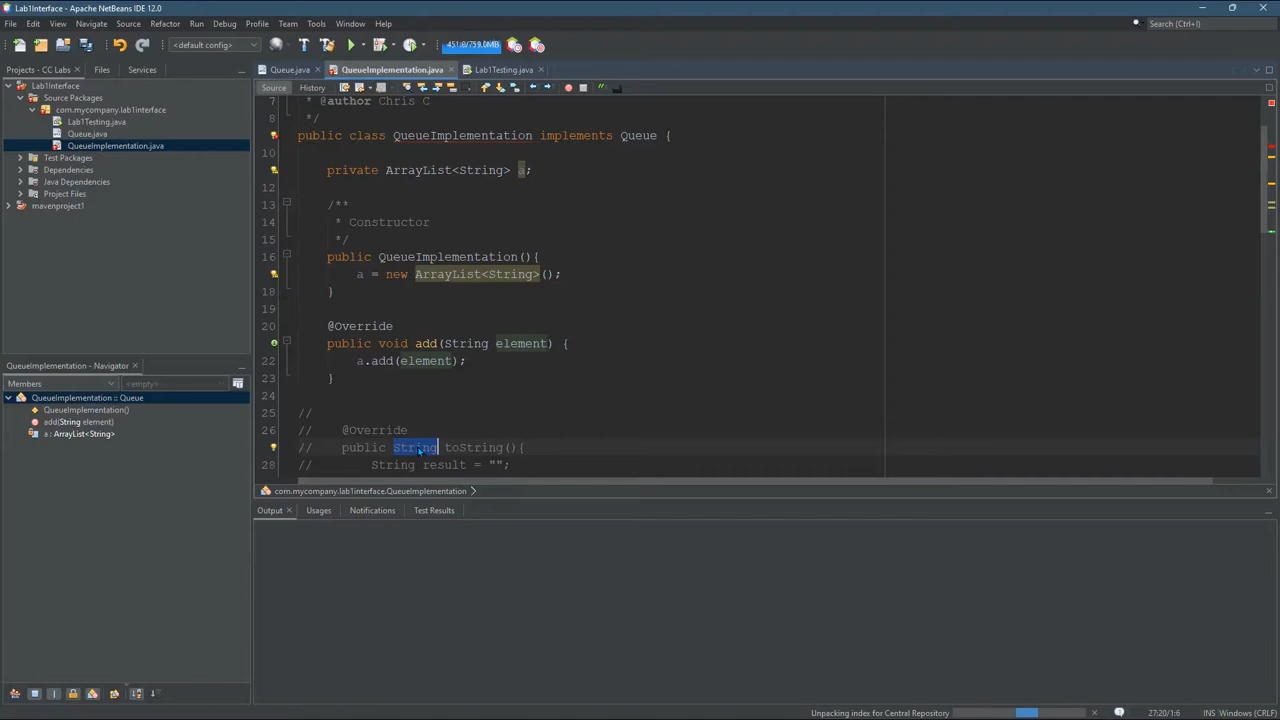 Lab1Interface - Apache NetBeans IDE 12.0
File Edit View Navigate Source Refactor Run Debug Profile Team Tools Window Help
Search (Ctrl+I)
<default config>
451.8/759.0MB
Projects - CC Labs
Files
Services
Queue.java
QueueImplementation.java
Lab1Testing.java
Source
History
Lab1Interface
Source Packages
com.mycompany.lab1interface
Lab1Testing.java
Queue.java
QueueImplementation.java
Test Packages
Dependencies
Java Dependencies
Project Files
mavenproject1
7 * @author Chris C
8 */
public class QueueImplementation implements Queue {
10
private ArrayList<String> a;
12
13 /**
14 * Constructor
15 */
16 public QueueImplementation(){
a = new ArrayList<String>();
18 }
19
20 @Override
public void add(String element) {
22 a.add(element);
23 }
24
25 //
26 // @Override
// public String toString(){
28 // String result = "";
QueueImplementation - Navigator
Members
<empty>
QueueImplementation :: Queue
QueueImplementation()
add(String element)
a : ArrayList<String>
com.mycompany.lab1interface.QueueImplementation
Output
Usages
Notifications
Test Results
Unpacking index for Central Repository
27:20/1:6
INS
Windows (CRLF)